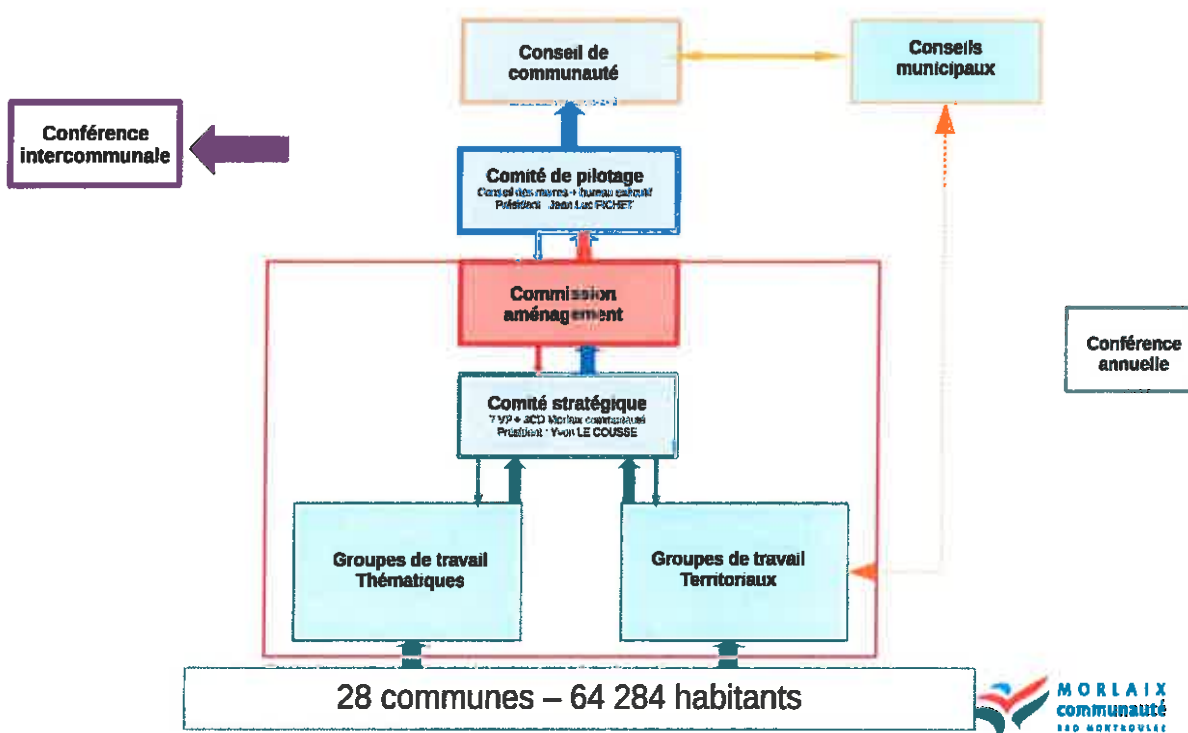 Conseil de
communauté
Conseils
municipaux
Conférence
intercommunale
Comité de pilotage
Conseil des maires + bureau exécutif
Président : Jean Luc FICHET
Commission
aménagement
Conférence
annuelle
Comité stratégique
7 VP + 3CD Morlaix communauté
Président : Yvon LE COUSSE
Groupes de travail
Thématiques
Groupes de travail
Territoriaux
28 communes – 64 284 habitants
MORLAIX
communauté
BRO MONTROULEZ